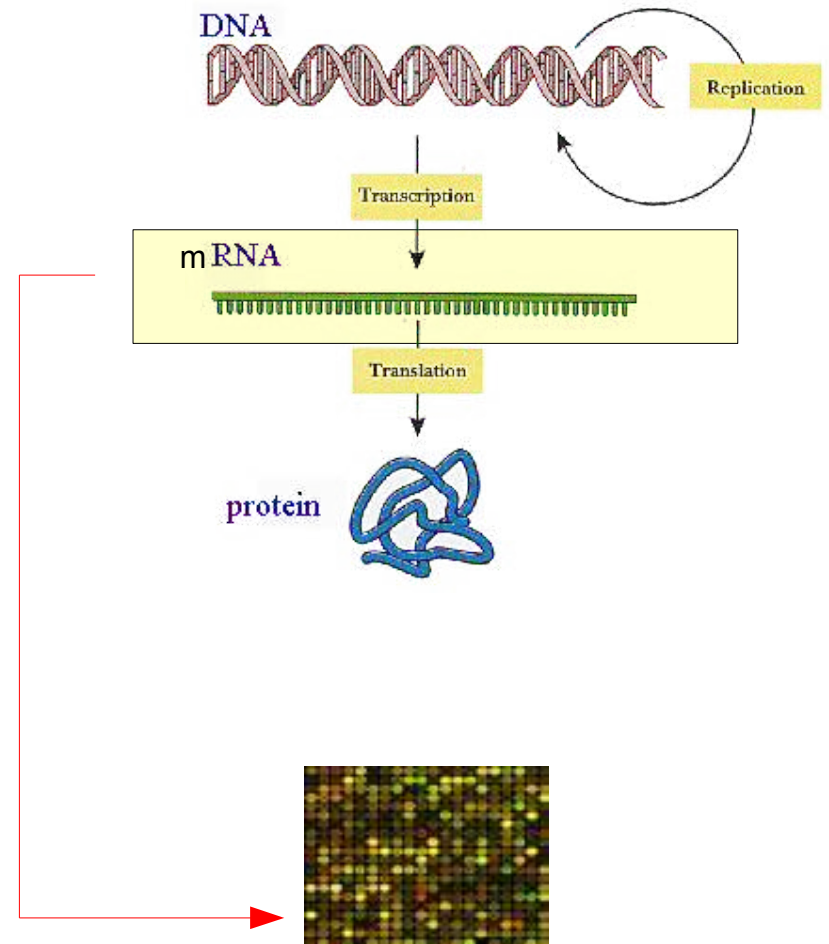 DNA
Replication
Transcription
mRNA
Translation
protein